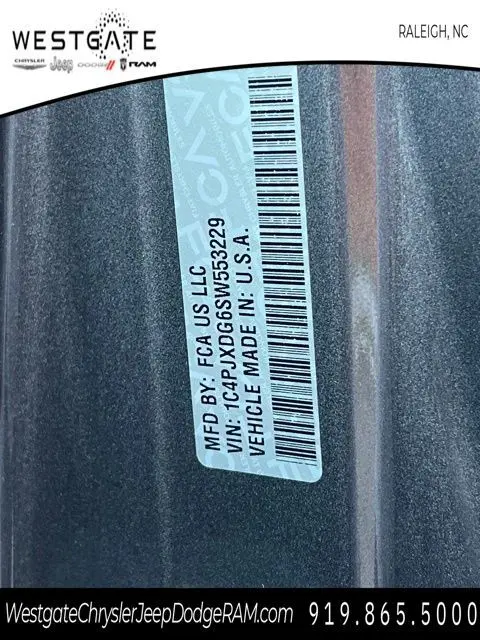 WESTGATE
CHRYSLER Jeep DODGE RAM
RALEIGH, NC
MFD BY: FCA US LLC
VIN: 1C4PJXDG6SW553229
VEHICLE MADE IN: U.S.A.
WestgateChryslerJeepDodgeRAM.com
919.865.5000